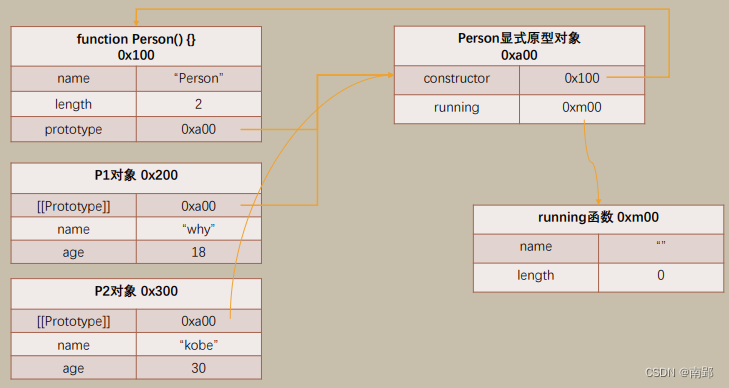 function Person() {}
0x100
name “Person”
length 2
prototype 0xa00
P1对象 0x200
[[Prototype]] 0xa00
name “why”
age 18
P2对象 0x300
[[Prototype]] 0xa00
name “kobe”
age 30
Person显式原型对象
0xa00
constructor 0x100
running 0xm00
running函数 0xm00
name “”
length 0
CSDN @南郢